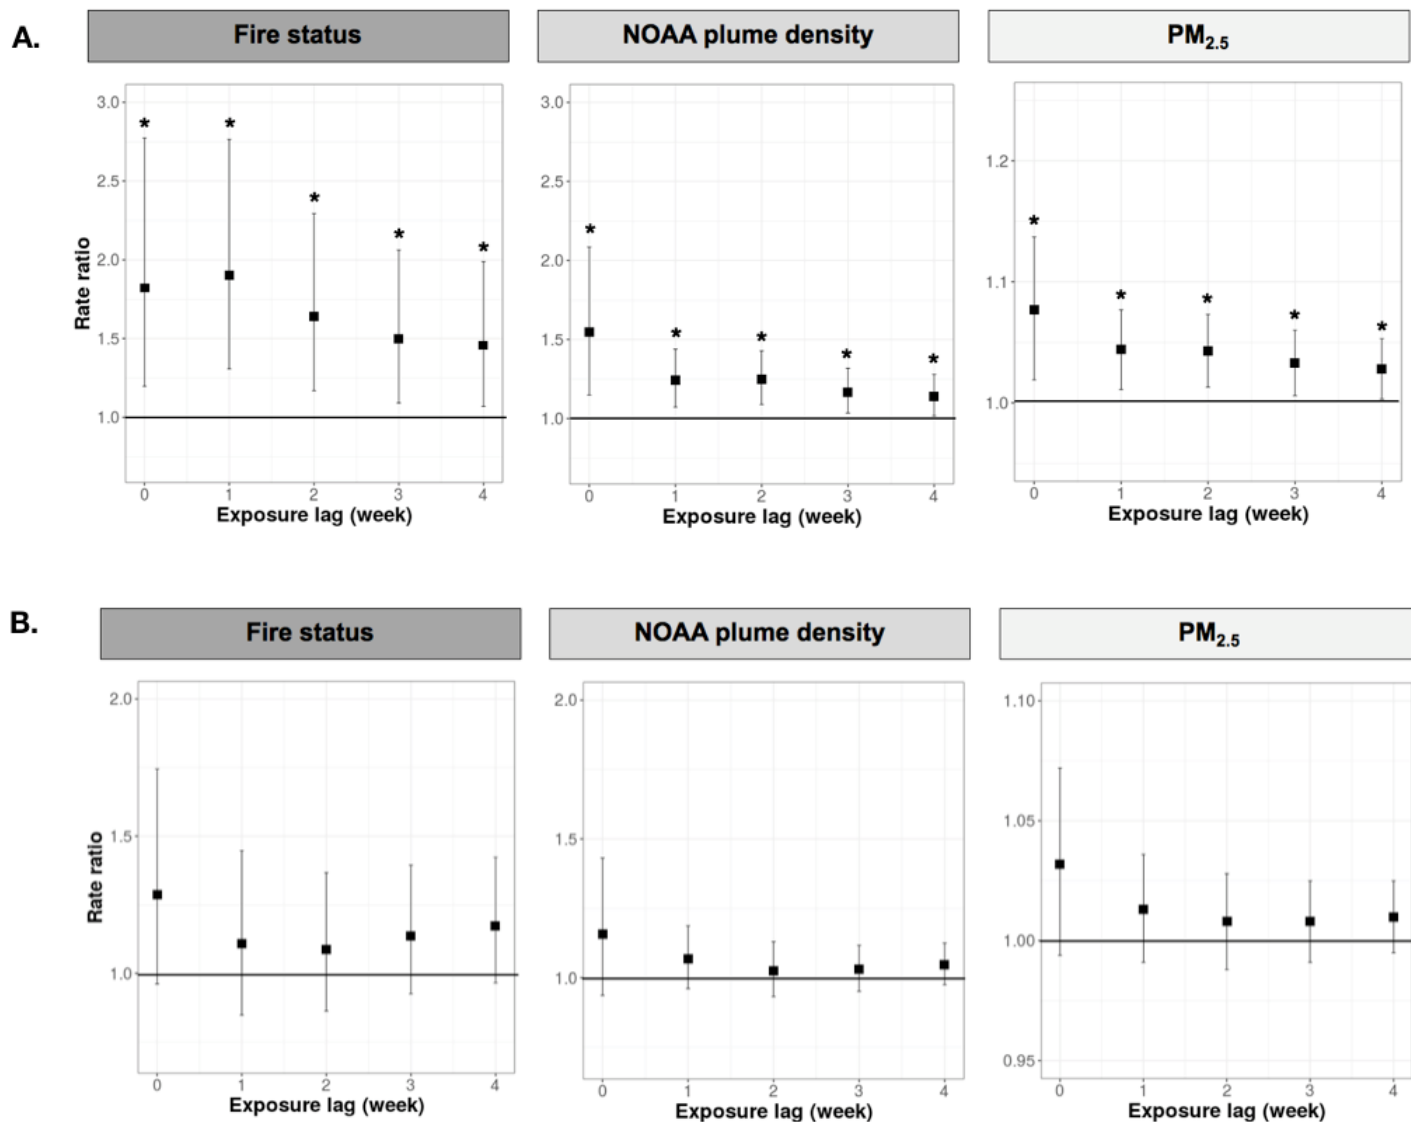 A.
Fire status
NOAA plume density
PM2.5
3.0
2.5
2.0
1.5
1.0
Rate ratio
* * * * *
0 1 2 3 4
Exposure lag (week)
3.0
2.5
2.0
1.5
1.0
* * * * *
0 1 2 3 4
Exposure lag (week)
1.2
1.1
1.0
* * * * *
0 1 2 3 4
Exposure lag (week)
B.
Fire status
NOAA plume density
PM2.5
2.0
1.5
1.0
Rate ratio
0 1 2 3 4
Exposure lag (week)
2.0
1.5
1.0
0 1 2 3 4
Exposure lag (week)
1.10
1.05
1.00
0.95
0 1 2 3 4
Exposure lag (week)